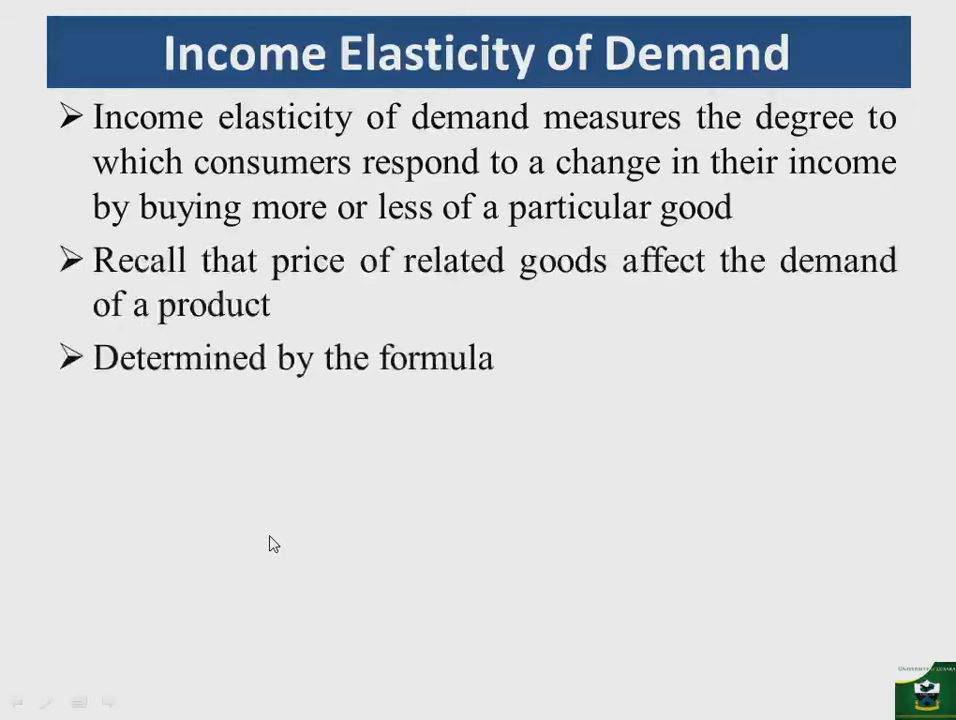 Income Elasticity of Demand
Income elasticity of demand measures the degree to
which consumers respond to a change in their income
by buying more or less of a particular good
Recall that price of related goods affect the demand
of a product
Determined by the formula